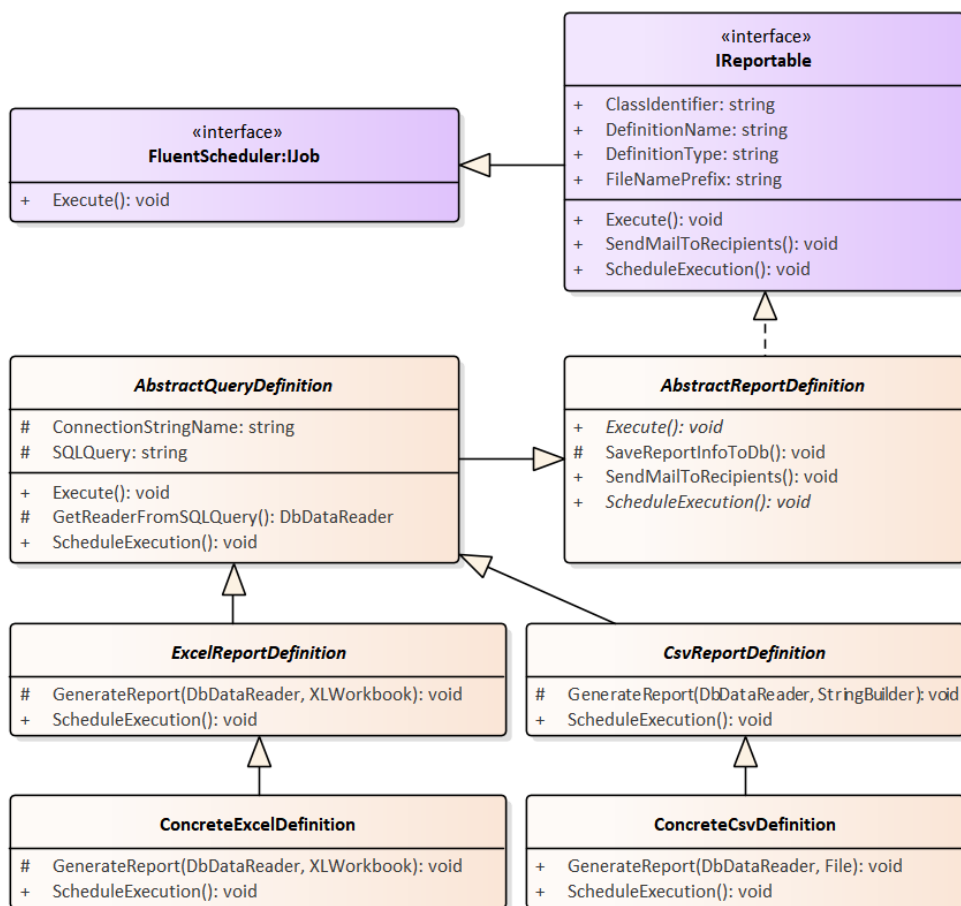 «interface»
IReportable
+ ClassIdentifier: string
+ DefinitionName: string
+ DefinitionType: string
+ FileNamePrefix: string
+ Execute(): void
+ SendMailToRecipients(): void
+ ScheduleExecution(): void
«interface»
FluentScheduler:IJob
+ Execute(): void
AbstractQueryDefinition
# ConnectionStringName: string
# SQLQuery: string
+ Execute(): void
# GetReaderFromSQLQuery(): DbDataReader
+ ScheduleExecution(): void
AbstractReportDefinition
+ Execute(): void
# SaveReportInfoToDb(): void
+ SendMailToRecipients(): void
+ ScheduleExecution(): void
ExcelReportDefinition
# GenerateReport(DbDataReader, XLWorkbook): void
+ ScheduleExecution(): void
CsvReportDefinition
# GenerateReport(DbDataReader, StringBuilder): void
+ ScheduleExecution(): void
ConcreteExcelDefinition
# GenerateReport(DbDataReader, XLWorkbook): void
+ ScheduleExecution(): void
ConcreteCsvDefinition
+ GenerateReport(DbDataReader, File): void
+ ScheduleExecution(): void